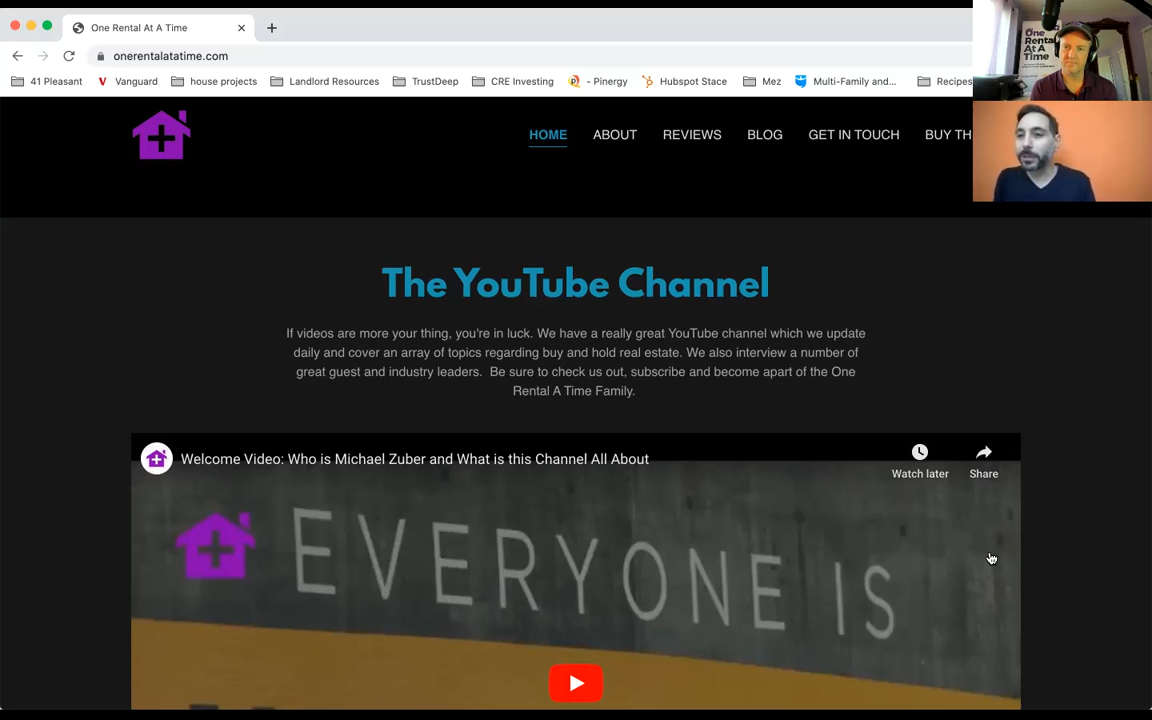 One Rental At A Time
onerentalatatime.com
41 Pleasant
Vanguard
house projects
Landlord Resources
TrustDeep
CRE Investing
- Pinergy
Hubspot Stace
Mez
Multi-Family and...
Recipes
One
Rental
At A
Time
HOME
ABOUT
REVIEWS
BLOG
GET IN TOUCH
BUY TH
The YouTube Channel
If videos are more your thing, you're in luck. We have a really great YouTube channel which we update
daily and cover an array of topics regarding buy and hold real estate. We also interview a number of
great guest and industry leaders.  Be sure to check us out, subscribe and become apart of the One
Rental A Time Family.
Welcome Video: Who is Michael Zuber and What is this Channel All About
Watch later
Share
EVERYONE IS